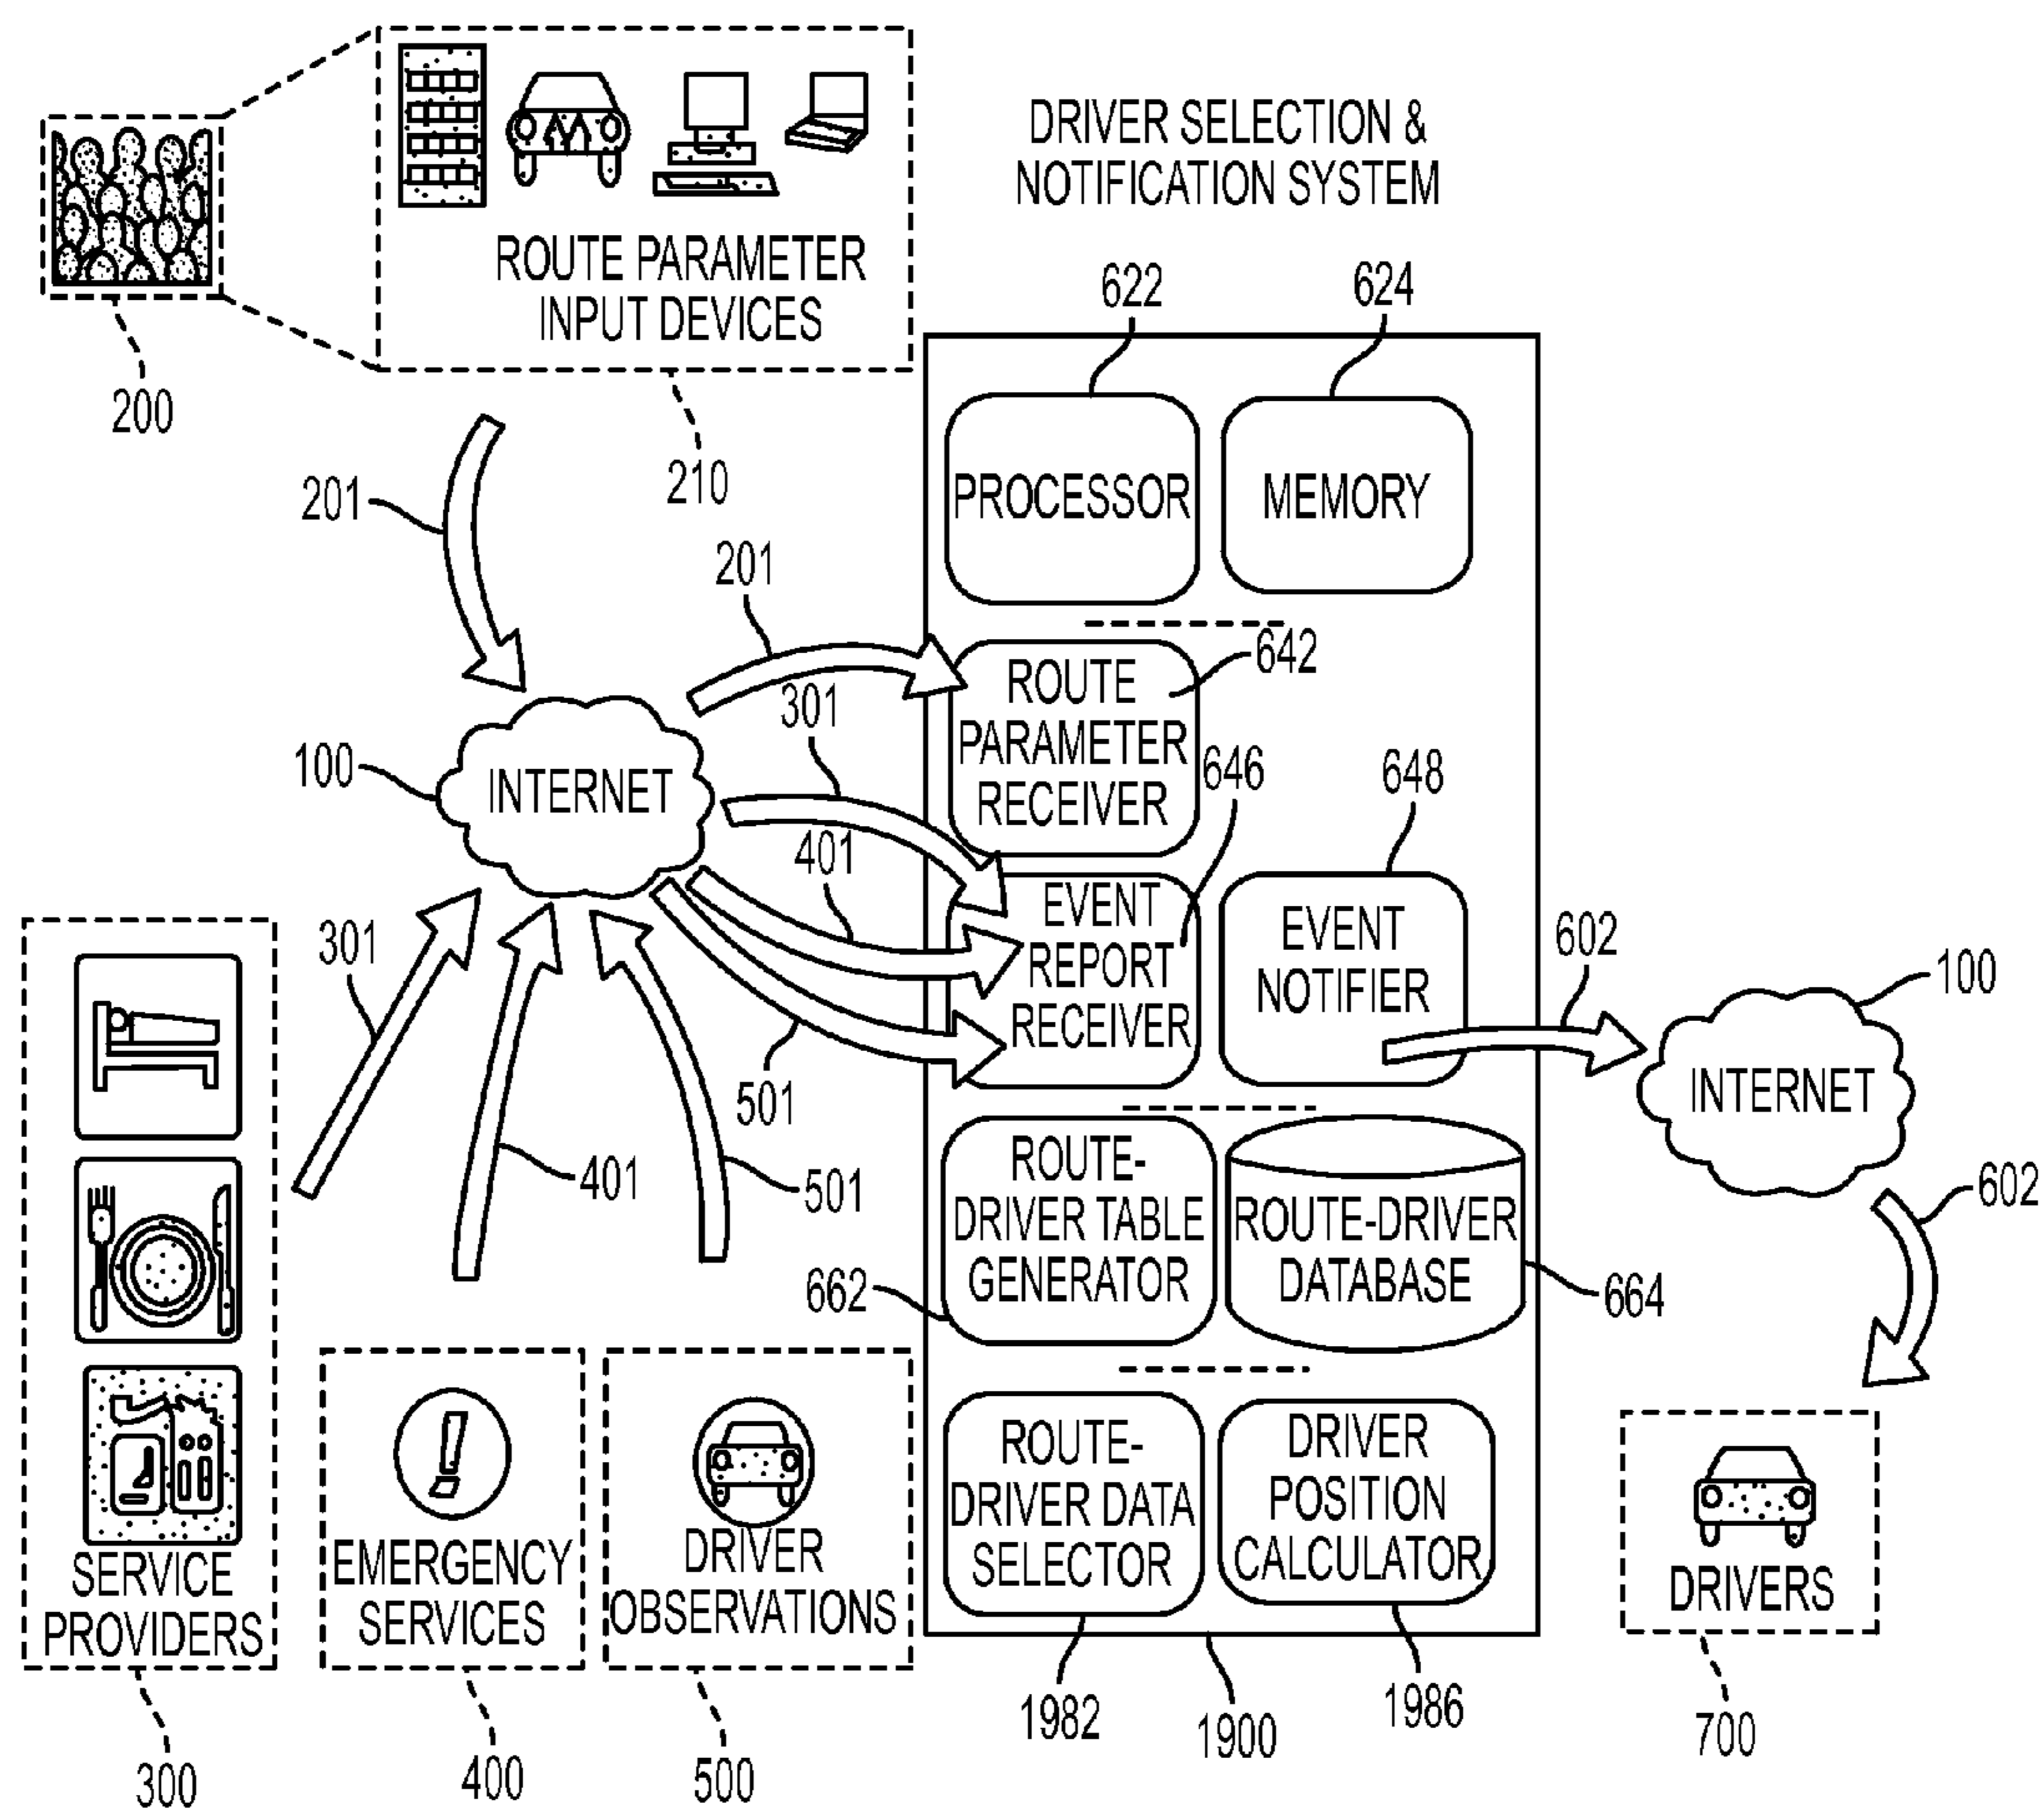 DRIVER SELECTION &
NOTIFICATION SYSTEM
ROUTE PARAMETER
INPUT DEVICES
200
210
622
624
PROCESSOR
MEMORY
201
201
642
ROUTE
PARAMETER
RECEIVER
301
100
INTERNET
646
648
401
EVENT
REPORT
RECEIVER
EVENT
NOTIFIER
602
100
301
501
INTERNET
401
501
602
ROUTE-
DRIVER TABLE
GENERATOR
ROUTE-DRIVER
DATABASE
662
664
ROUTE-
DRIVER DATA
SELECTOR
DRIVER
POSITION
CALCULATOR
SERVICE
PROVIDERS
EMERGENCY
SERVICES
DRIVER
OBSERVATIONS
DRIVERS
300
400
500
1982
1900
1986
700